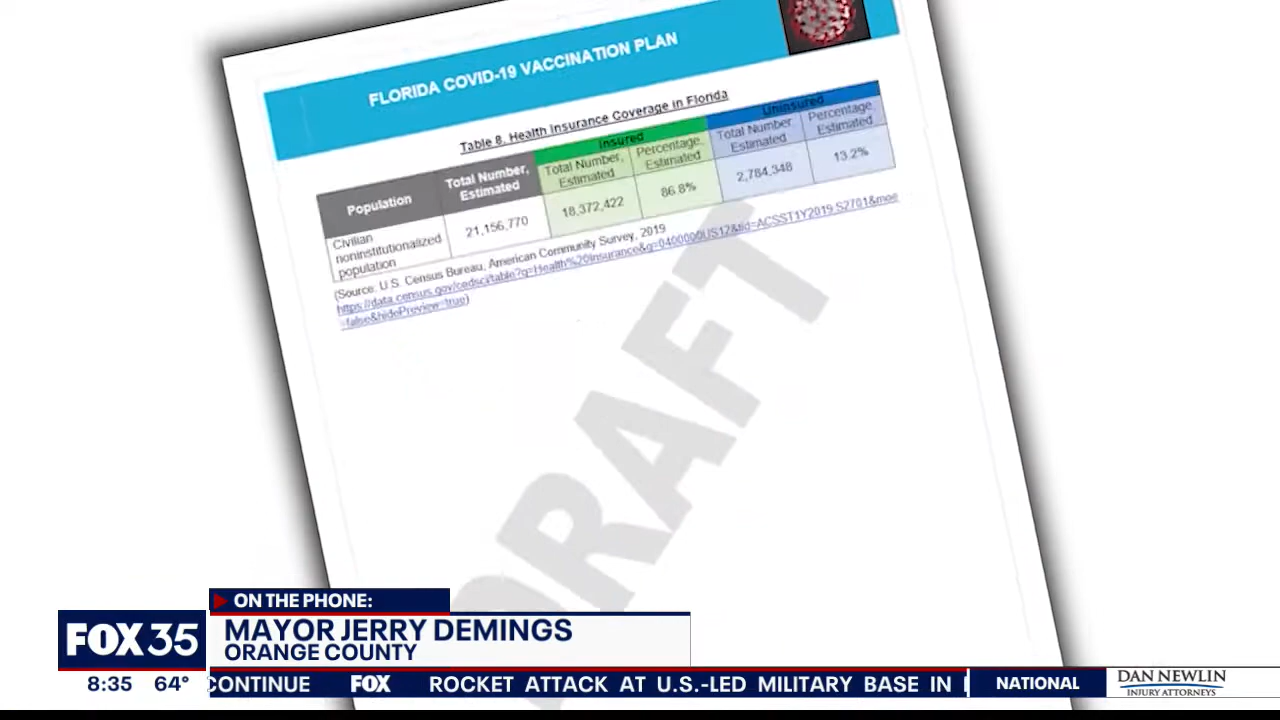 FLORIDA COVID-19 VACCINATION PLAN
Table 8. Health Insurance Coverage in Florida
Population
Total Number, Estimated
Insured
Total Number, Estimated
Percentage, Estimated
Uninsured
Total Number, Estimated
Percentage, Estimated
Civilian
noninstitutionalized
population
21,156,770
18,372,422
86.8%
2,784,348
13.2%
(Source: U.S. Census Bureau, American Community Survey, 2019
https://data.census.gov/cedsci/table?q=Health%20Insurance&g=0400000US12&tid=ACSST1Y2019.S2701&moe
=false&hidePreview=true)
DRAFT
ON THE PHONE:
MAYOR JERRY DEMINGS
ORANGE COUNTY
FOX 35
8:35 64° CONTINUE FOX ROCKET ATTACK AT U.S.-LED MILITARY BASE IN NATIONAL
DAN NEWLIN
INJURY ATTORNEYS